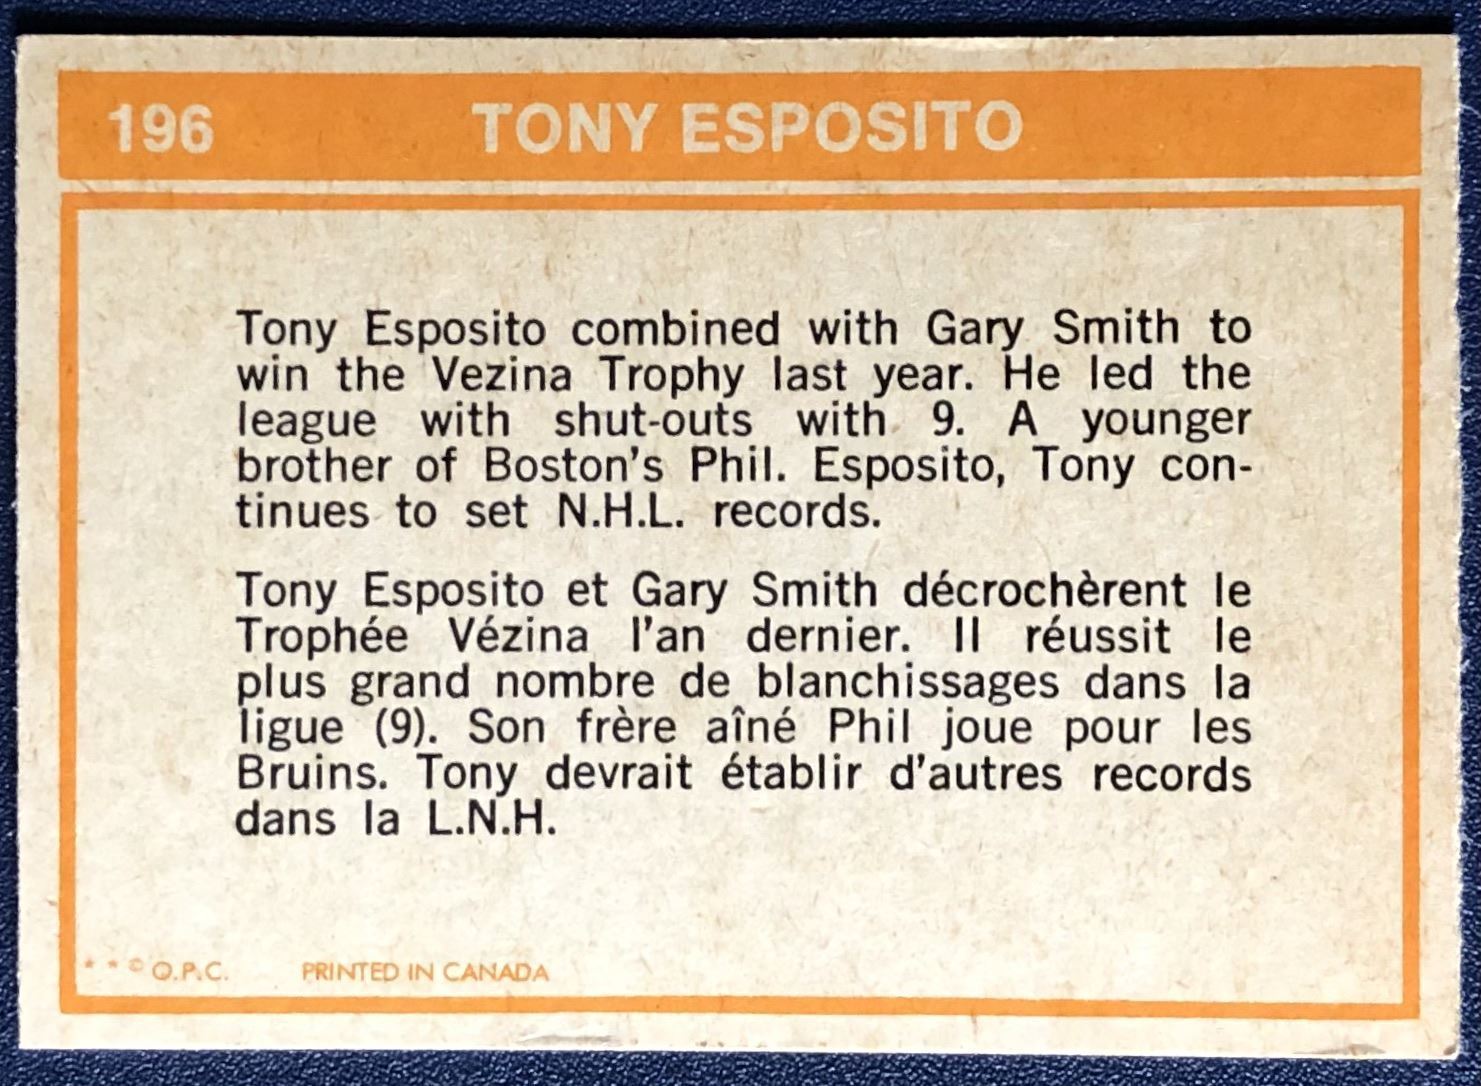 196 TONY ESPOSITO
Tony Esposito combined with Gary Smith to
win the Vezina Trophy last year. He led the
league with shut-outs with 9. A younger
brother of Boston's Phil. Esposito, Tony con-
tinues to set N.H.L. records.
Tony Esposito et Gary Smith décrochèrent le
Trophée Vézina l'an dernier. Il réussit le
plus grand nombre de blanchissages dans la
ligue (9). Son frère aîné Phil joue pour les
Bruins. Tony devrait établir d'autres records
dans la L.N.H.
* * © O.P.C. PRINTED IN CANADA